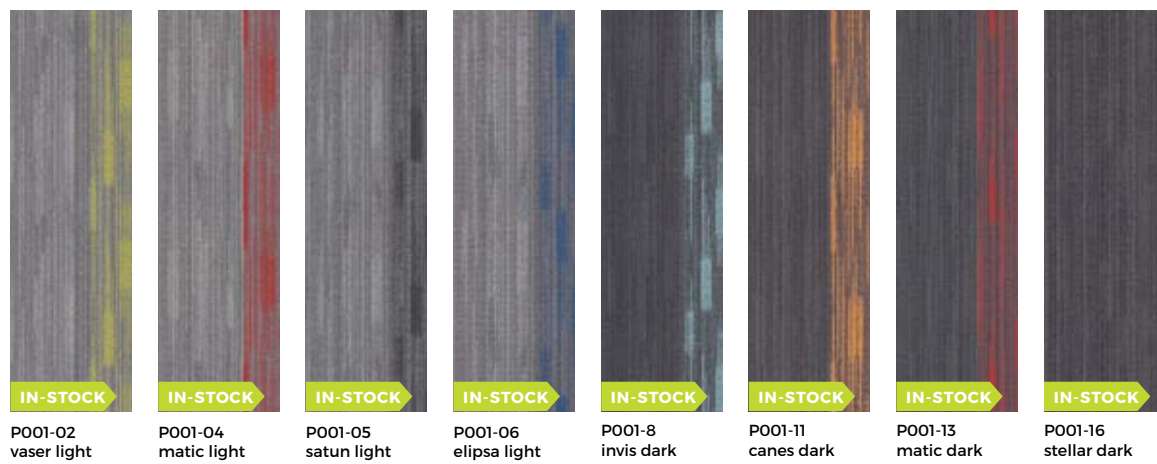 IN-STOCK
P001-02
vaser light
IN-STOCK
P001-04
matic light
IN-STOCK
P001-05
satun light
IN-STOCK
P001-06
elipsa light
IN-STOCK
P001-8
invis dark
IN-STOCK
P001-11
canes dark
IN-STOCK
P001-13
matic dark
IN-STOCK
P001-16
stellar dark